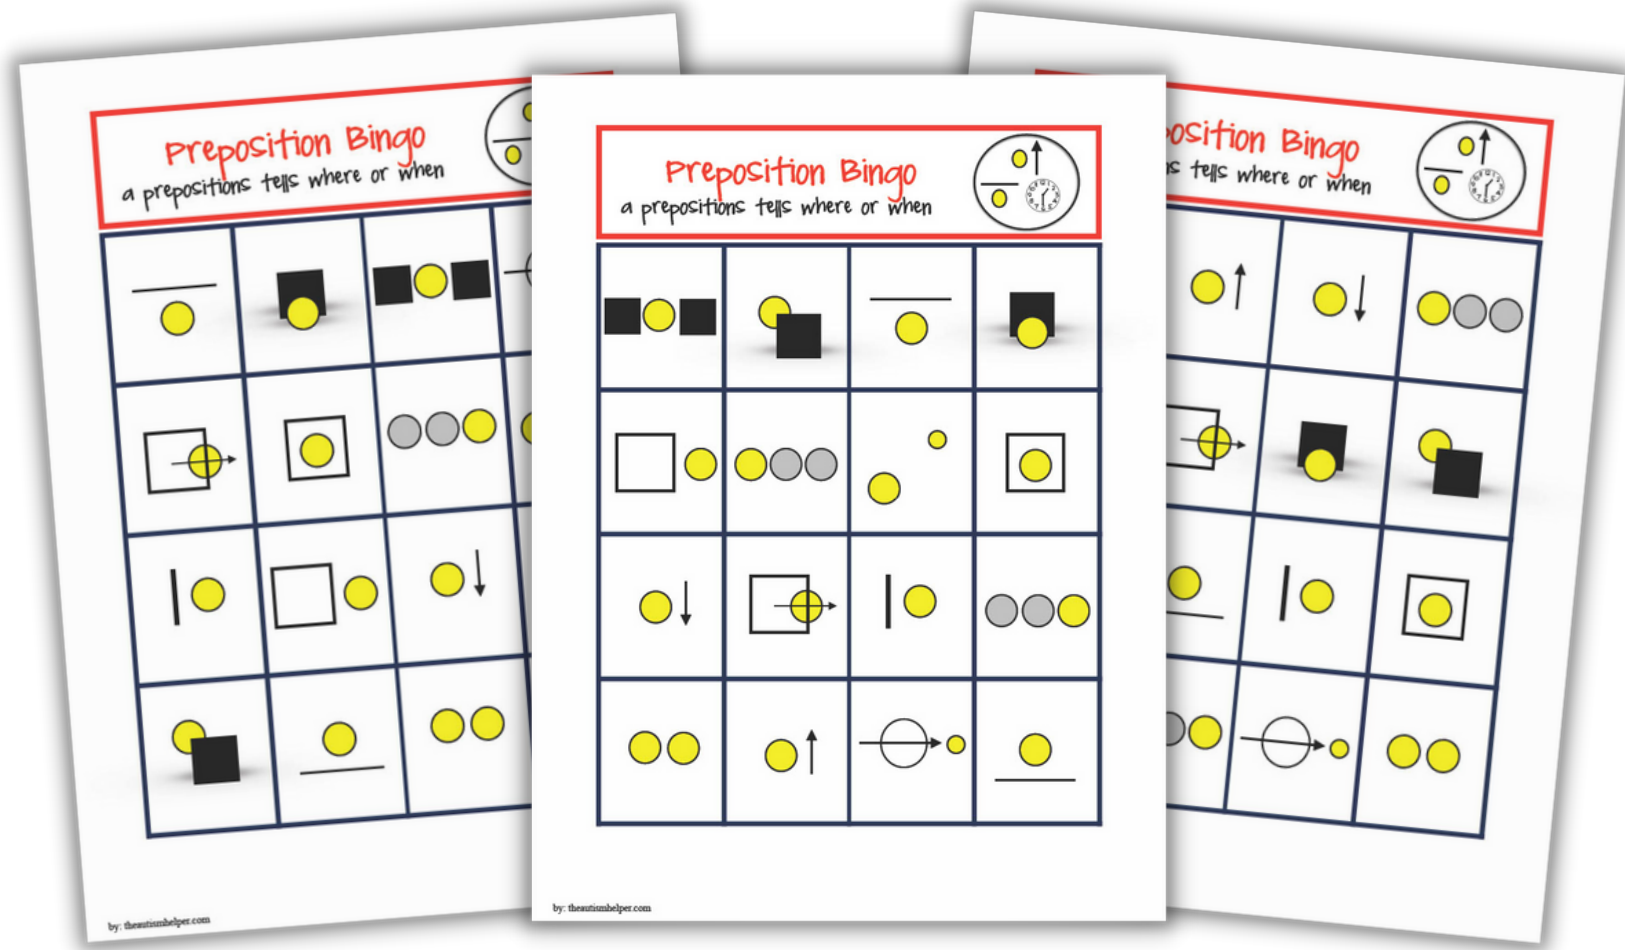 Preposition Bingo
a prepositions tells where or when
by: theautismhelper.com
Preposition Bingo
a prepositions tells where or when
by: theautismhelper.com
position Bingo
tells where or when